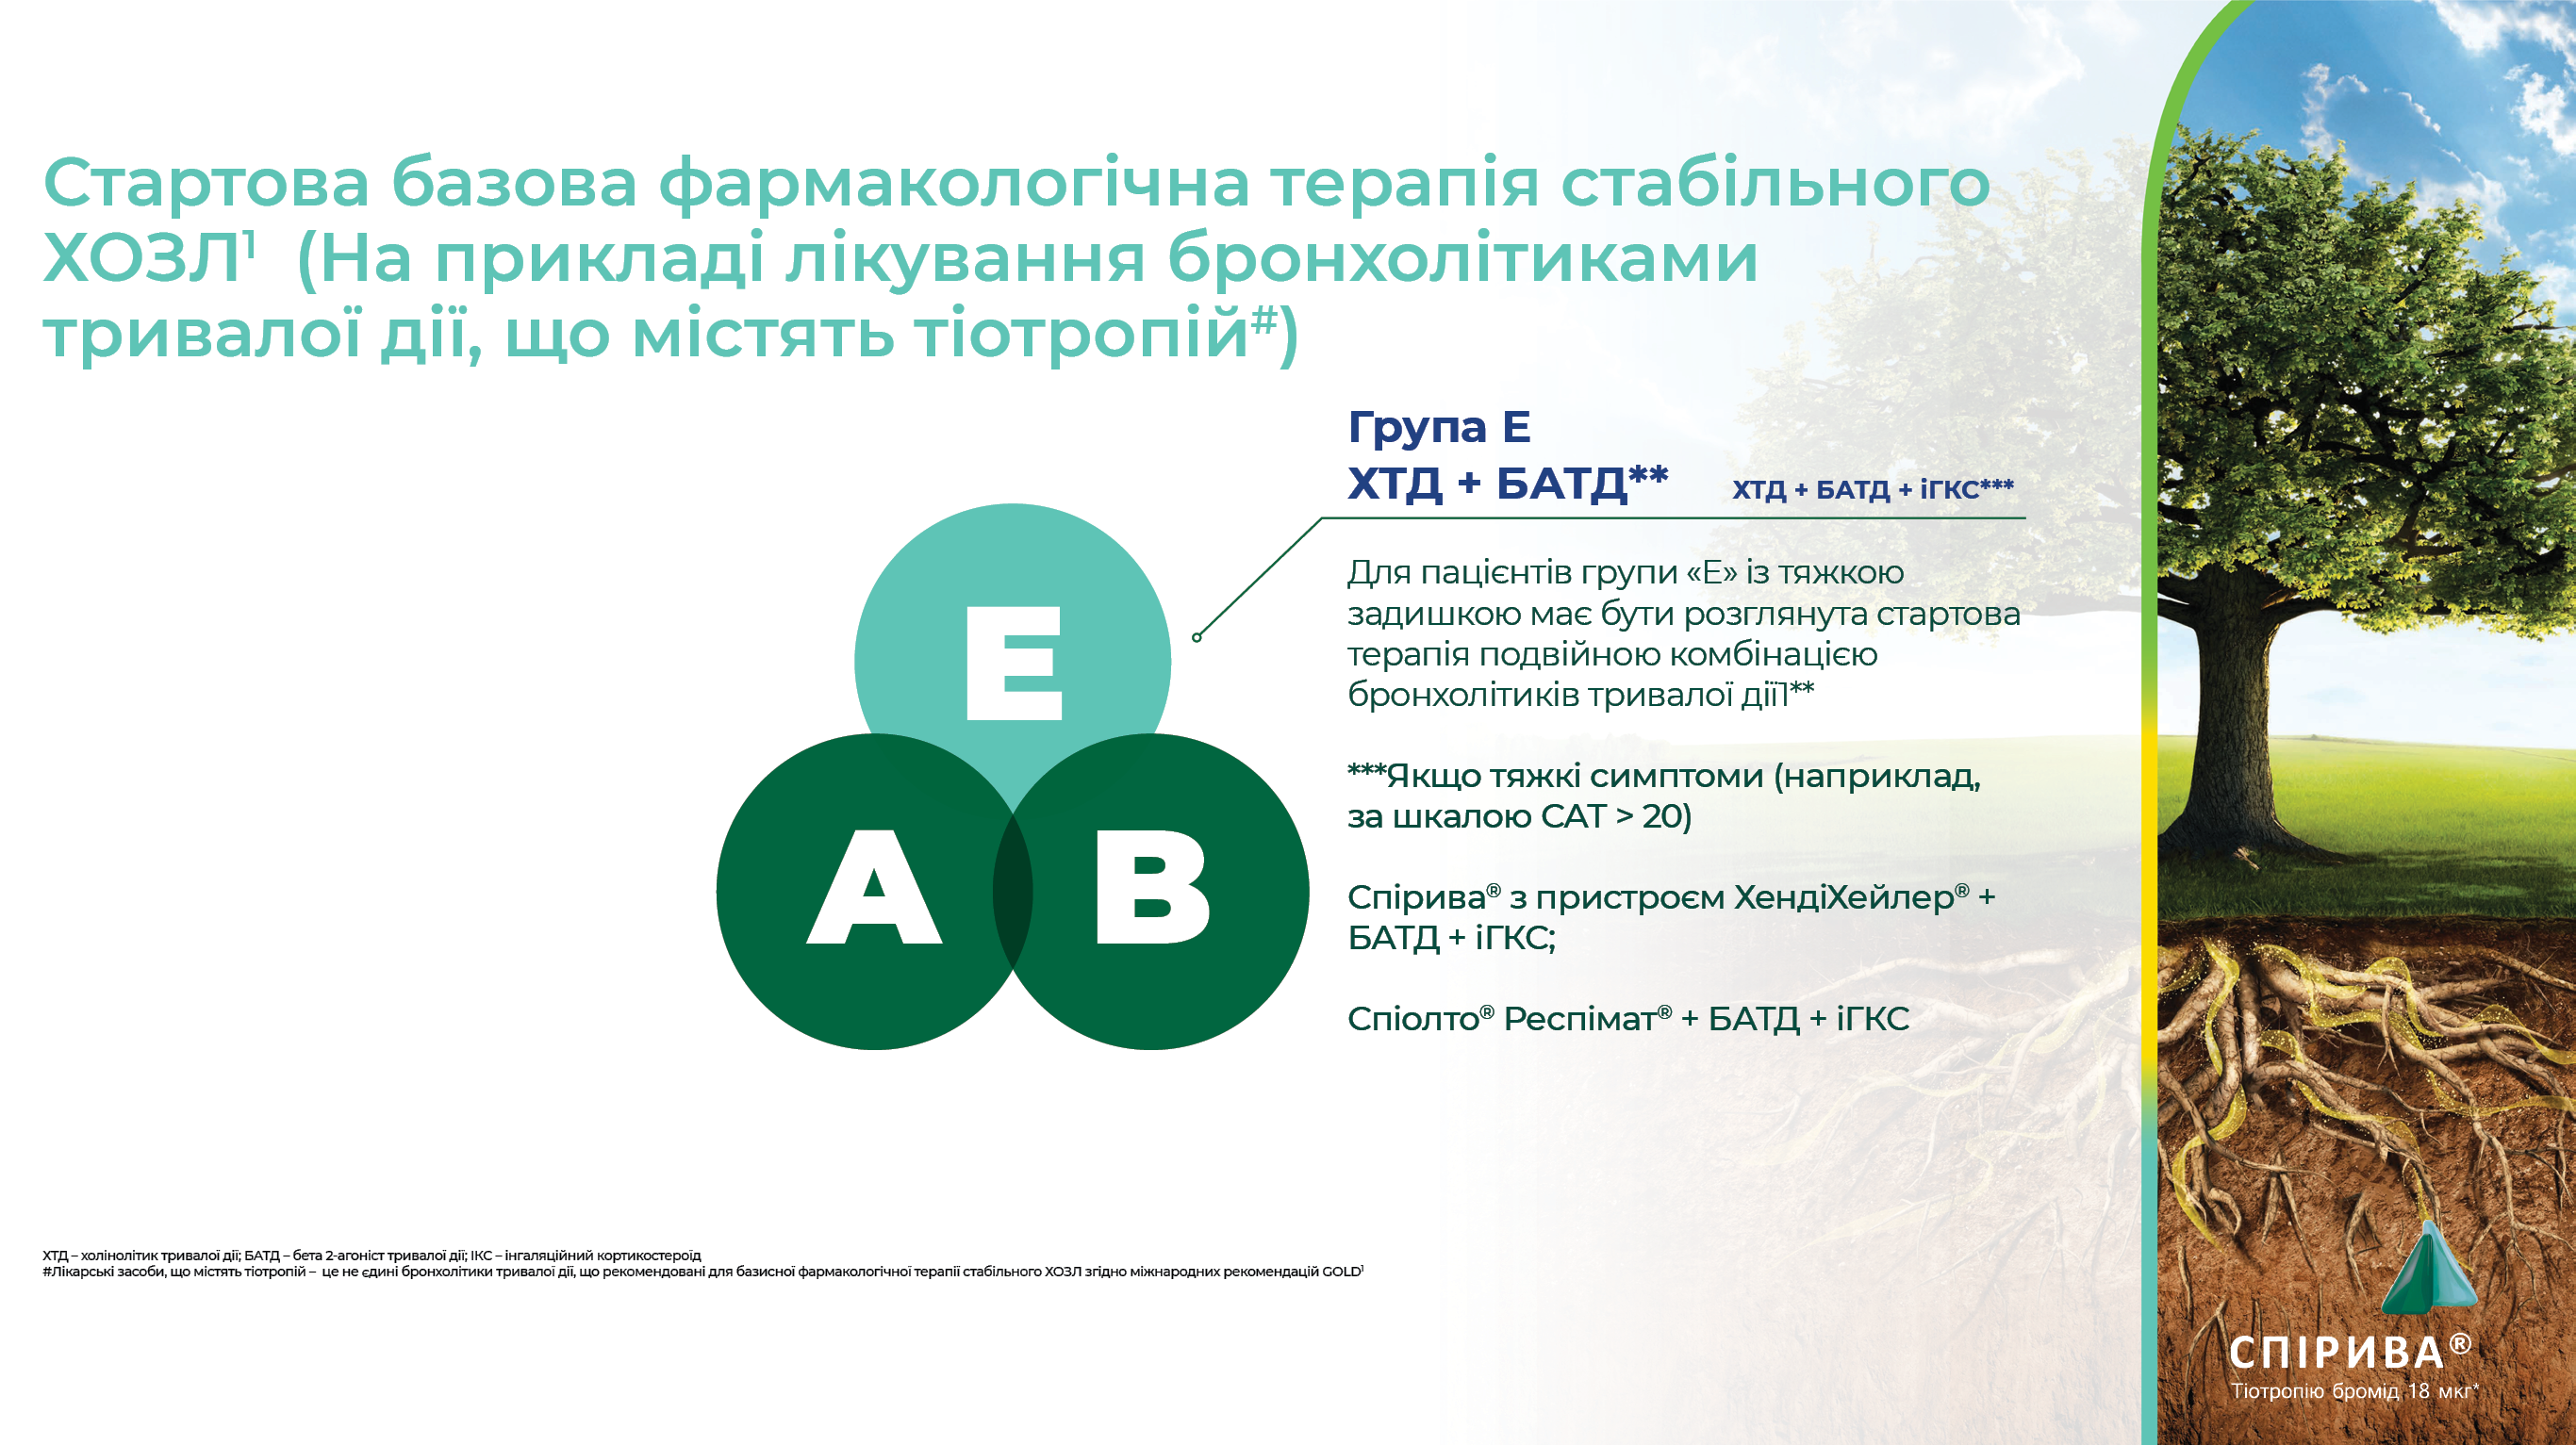 Стартова базова фармакологічна терапія стабільного
ХОЗЛ¹ (На прикладі лікування бронхолітиками
тривалої дії, що містять тіотропій#)
Група Е
ХТД + БАТД** ХТД + БАТД + іГКС***
Для пацієнтів групи «Е» із тяжкою
задишкою має бути розглянута стартова
терапія подвійною комбінацією
бронхолітиків тривалої дії1**
***Якщо тяжкі симптоми (наприклад,
за шкалою САТ > 20)
Спірива® з пристроєм ХендіХейлер® +
БАТД + іГКС;
Спіолто® Респімат® + БАТД + іГКС
E
A B
ХТД – холінолітик тривалої дії; БАТД – бета 2-агоніст тривалої дії; ІКС – інгаляційний кортикостероїд
#Лікарські засоби, що містять тіотропій – це не єдині бронхолітики тривалої дії, що рекомендовані для базисної фармакологічної терапії стабільного ХОЗЛ згідно міжнародних рекомендацій GOLD¹
СПІРИВА®
Тіотропію бромід 18 мкг*